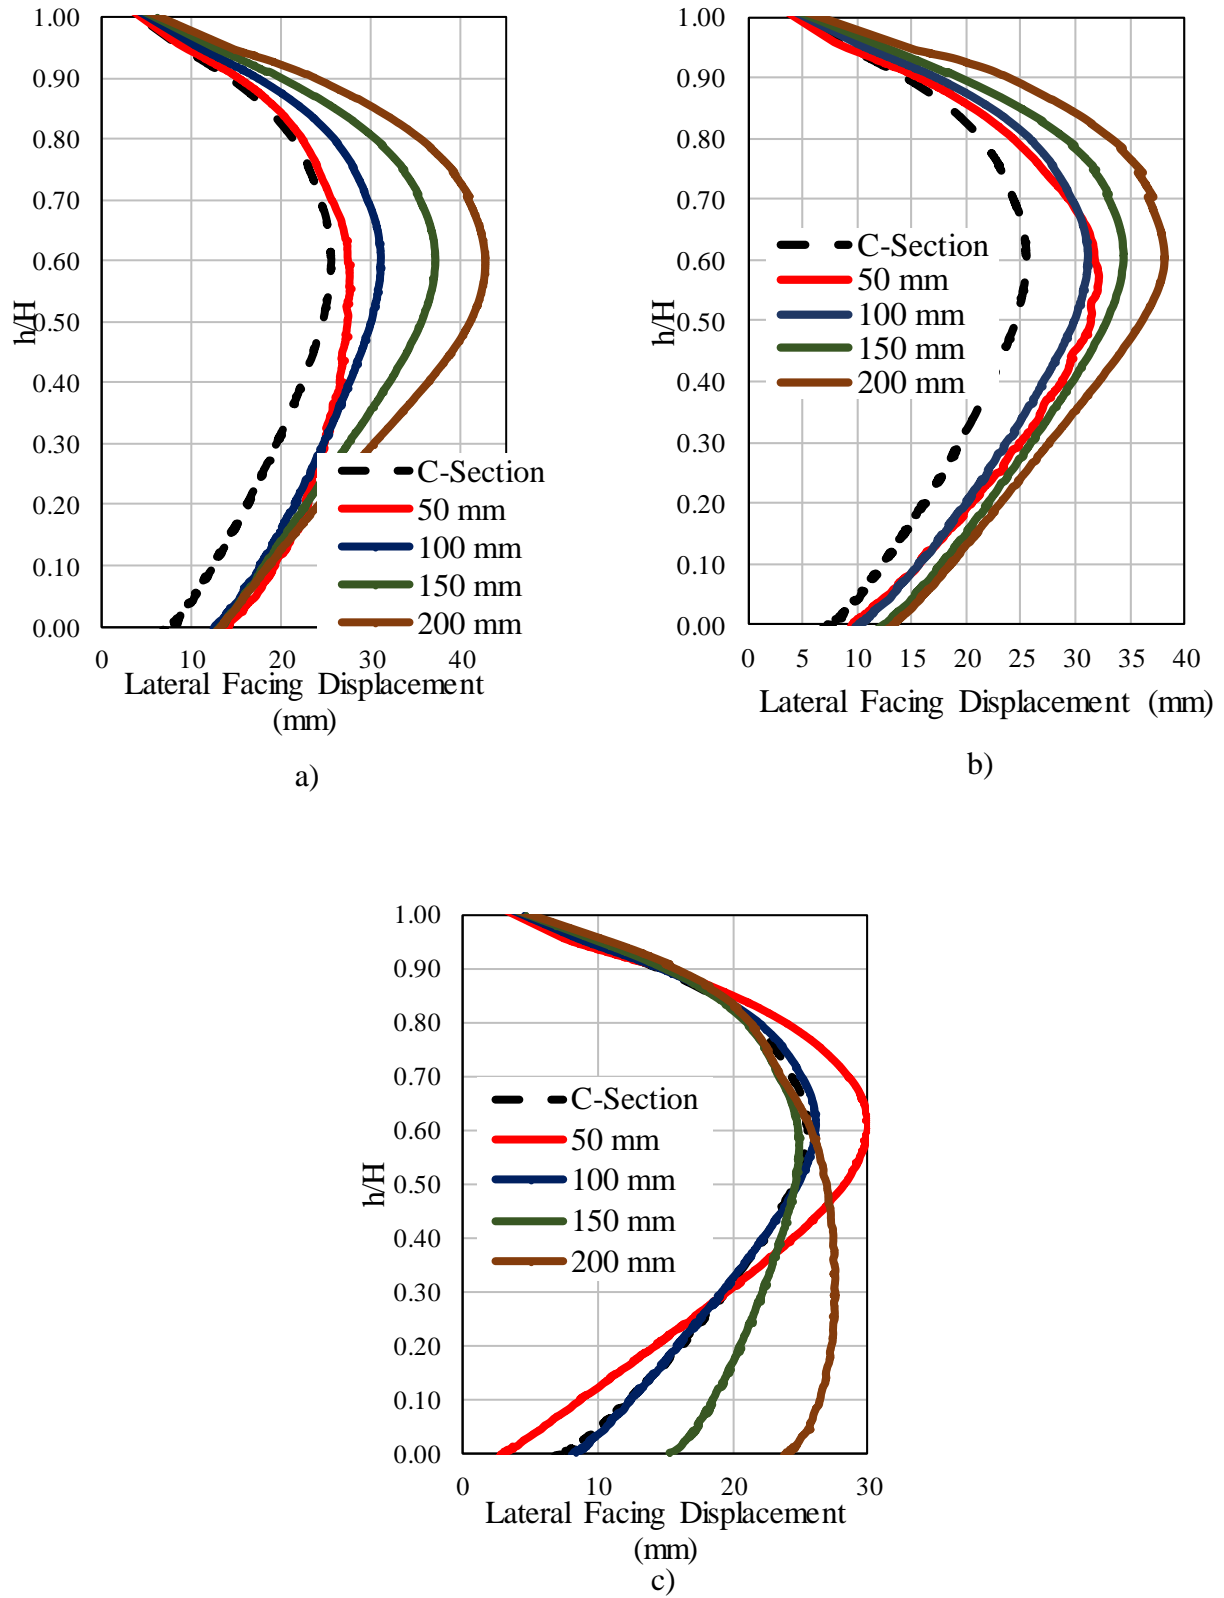 1.00
0.90
0.80
0.70
0.60
0.50
0.40
0.30
0.20
0.10
0.00
h/H
C-Section
50 mm
100 mm
150 mm
200 mm
0 10 20 30 40
Lateral Facing Displacement
(mm)
a)
1.00
0.90
0.80
0.70
0.60
0.50
0.40
0.30
0.20
0.10
0.00
h/H
C-Section
50 mm
100 mm
150 mm
200 mm
0 5 10 15 20 25 30 35 40
Lateral Facing Displacement (mm)
b)
1.00
0.90
0.80
0.70
0.60
0.50
0.40
0.30
0.20
0.10
0.00
h/H
C-Section
50 mm
100 mm
150 mm
200 mm
0 10 20 30
Lateral Facing Displacement
(mm)
c)